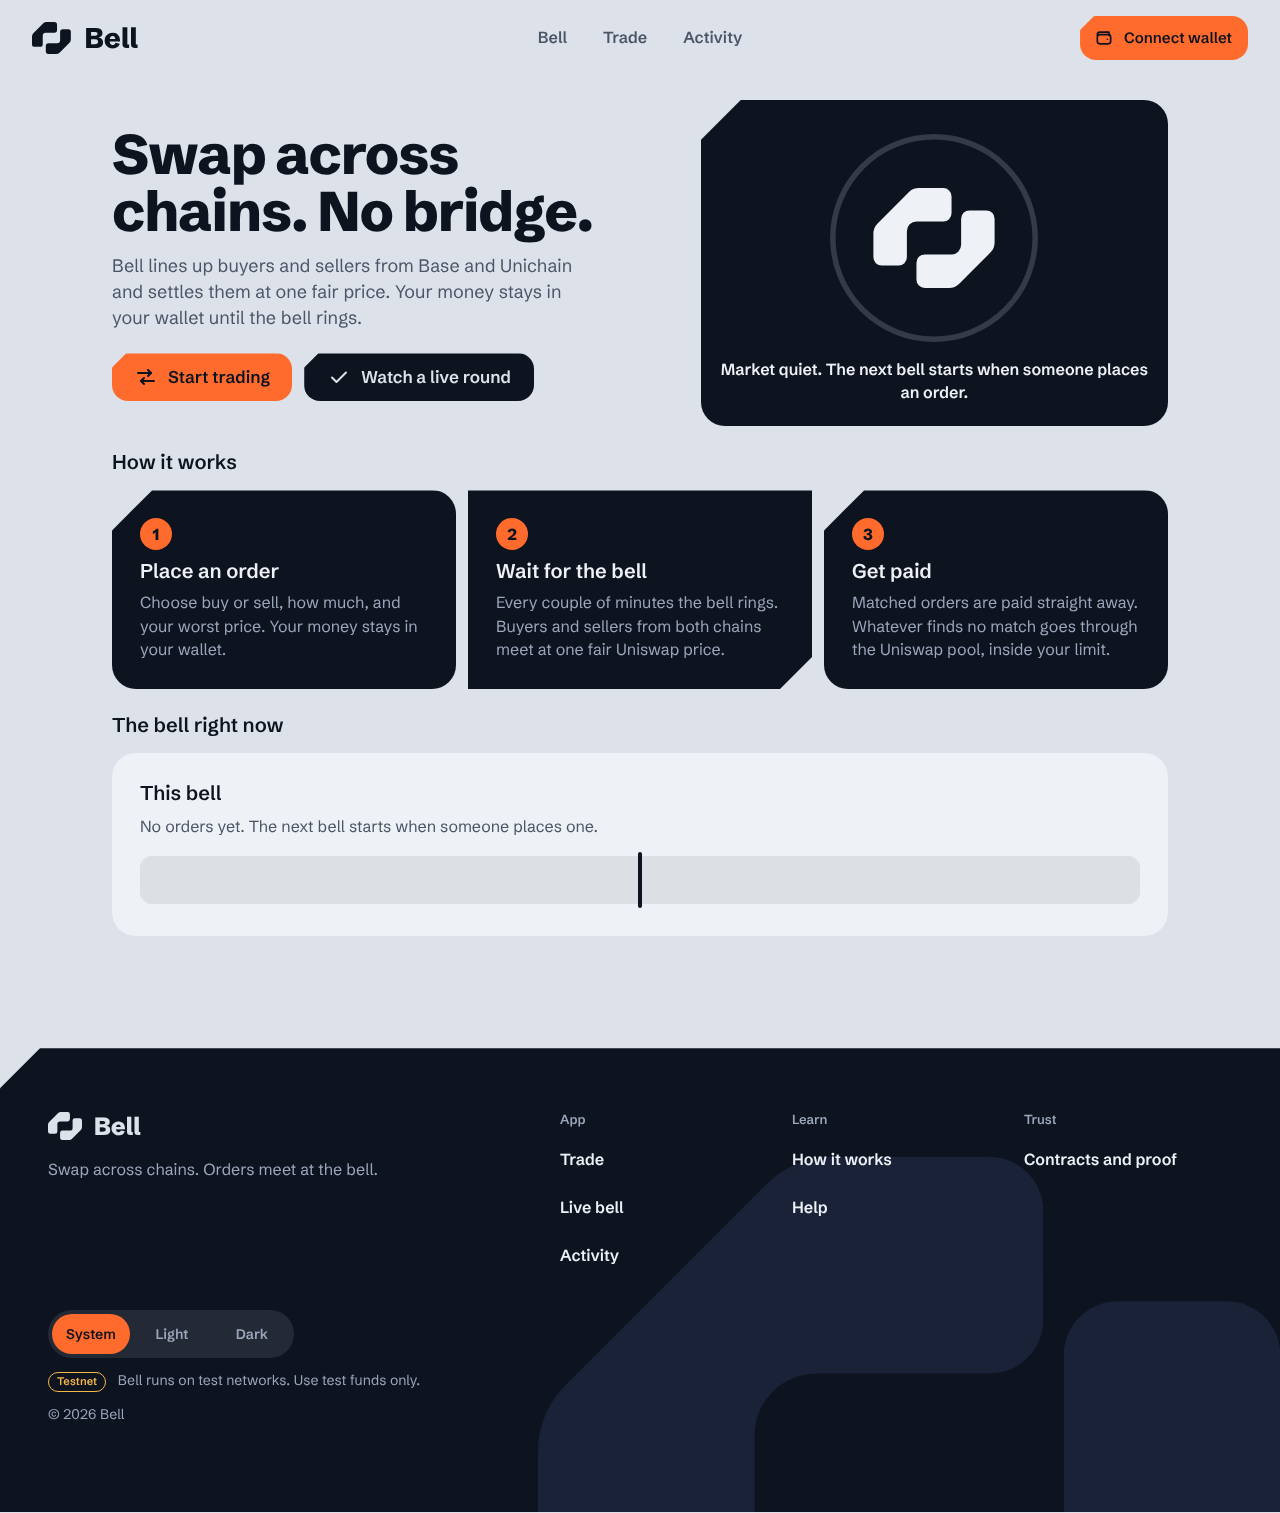 Bell
Bell Trade Activity
Connect wallet
Swap across
chains. No bridge.
Bell lines up buyers and sellers from Base and Unichain
and settles them at one fair price. Your money stays in
your wallet until the bell rings.
Start trading
Watch a live round
Market quiet. The next bell starts when someone places
an order.
How it works
1
Place an order
Choose buy or sell, how much, and
your worst price. Your money stays in
your wallet.
2
Wait for the bell
Every couple of minutes the bell rings.
Buyers and sellers from both chains
meet at one fair Uniswap price.
3
Get paid
Matched orders are paid straight away.
Whatever finds no match goes through
the Uniswap pool, inside your limit.
The bell right now
This bell
No orders yet. The next bell starts when someone places one.
Bell
Swap across chains. Orders meet at the bell.
App
Trade
Live bell
Activity
Learn
How it works
Help
Trust
Contracts and proof
System Light Dark
Testnet Bell runs on test networks. Use test funds only.
© 2026 Bell